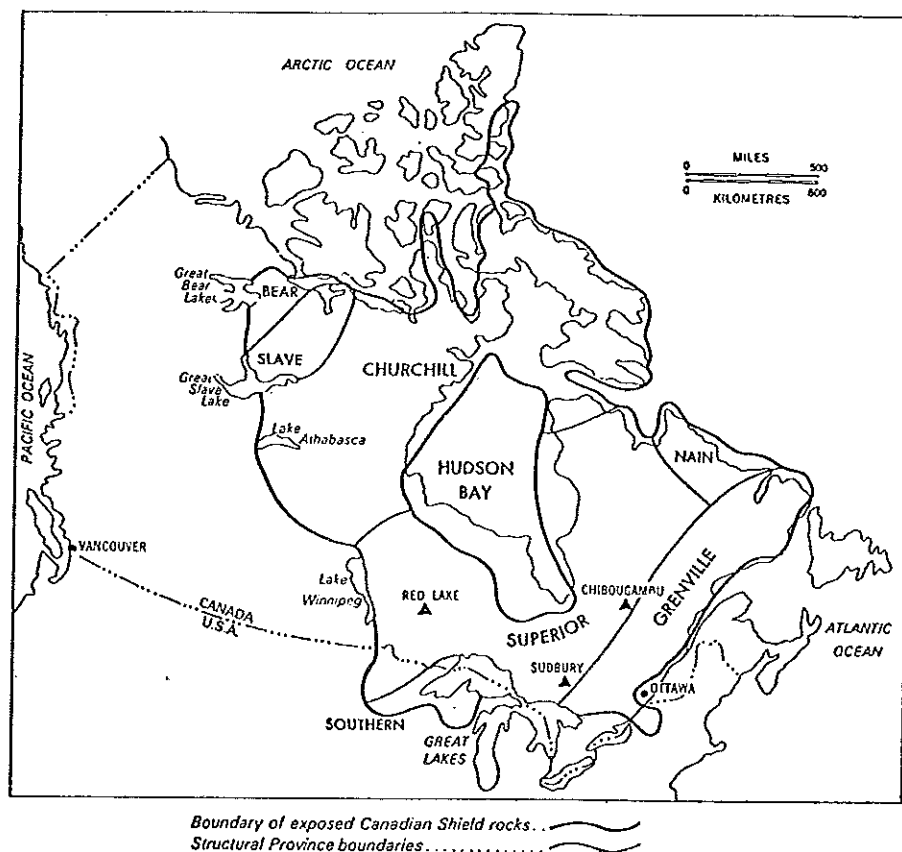 ARCTIC OCEAN
0 MILES 500
0 KILOMETRES 800
Great
Bear
Lake
BEAR
SLAVE
Great
Slave
Lake
CHURCHILL
PACIFIC OCEAN
Lake
Athabasca
HUDSON
BAY
NAIN
VANCOUVER
Lake
Winnipeg
RED LAKE
CHIBOUGAMAU
GRENVILLE
CANADA
U.S.A.
SUPERIOR
ATLANTIC
OCEAN
SUDBURY
OTTAWA
SOUTHERN
GREAT
LAKES
Boundary of exposed Canadian Shield rocks..
Structural Province boundaries.............